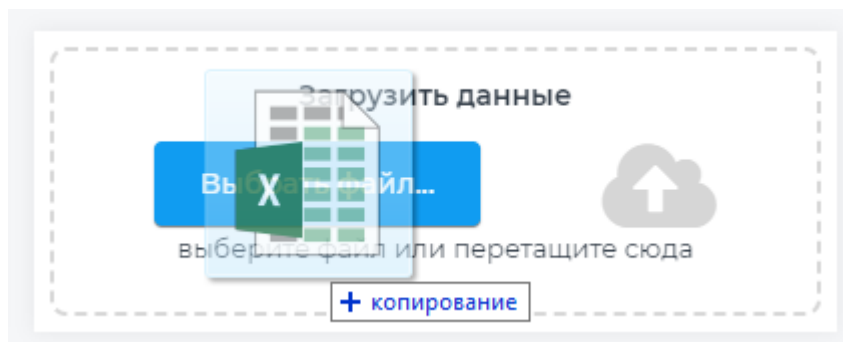 Загрузить данные
Выбрать файл...
X
выберите файл или перетащите сюда
+ копирование